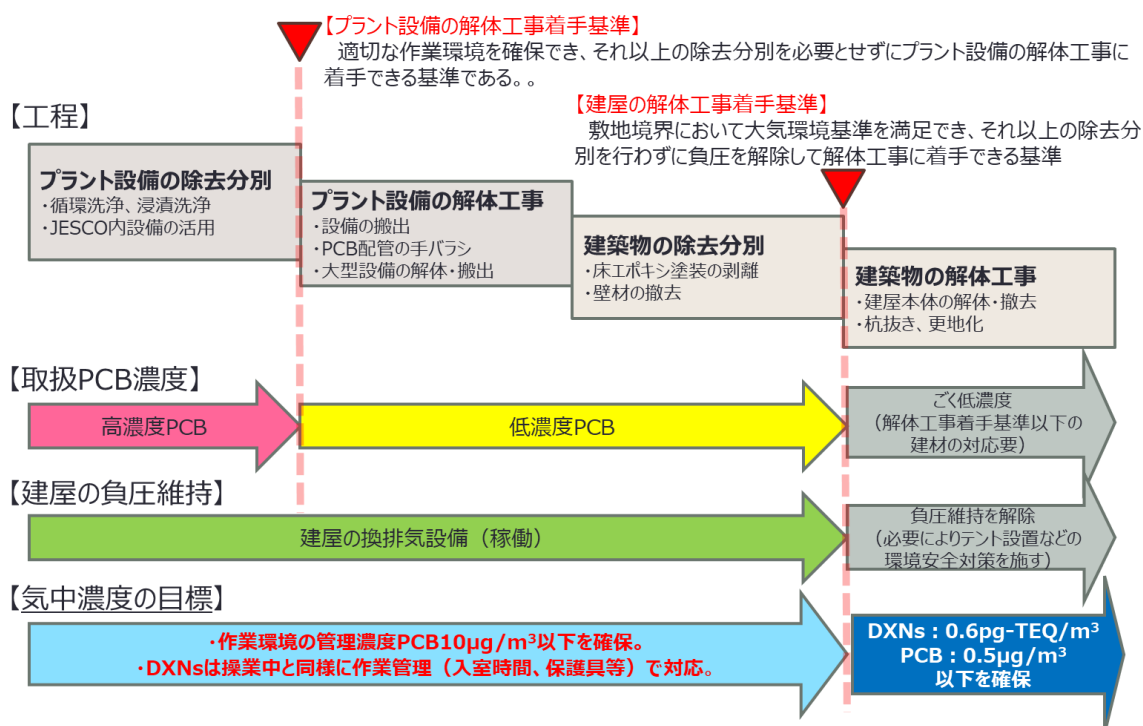 【プラント設備の解体工事着手基準】
適切な作業環境を確保でき、それ以上の除去分別を必要とせずにプラント設備の解体工事に
着手できる基準である。。
【建屋の解体工事着手基準】
敷地境界において大気環境基準を満足でき、それ以上の除去分
別を行わずに負圧を解除して解体工事に着手できる基準
【工程】
プラント設備の除去分別
・循環洗浄、浸漬洗浄
・JESCO内設備の活用
プラント設備の解体工事
・設備の搬出
・PCB配管の手バラシ
・大型設備の解体・搬出
建築物の除去分別
・床エポキシ塗装の剥離
・壁材の撤去
建築物の解体工事
・建屋本体の解体・撤去
・杭抜き、更地化
【取扱PCB濃度】
高濃度PCB
低濃度PCB
ごく低濃度
（解体工事着手基準以下の
建材の対応要）
【建屋の負圧維持】
建屋の換排気設備（稼働）
負圧維持を解除
（必要によりテント設置などの
環境安全対策を施す）
【気中濃度の目標】
・作業環境の管理濃度PCB10μg/m³以下を確保。
・DXNsは操業中と同様に作業管理（入室時間、保護具等）で対応。
DXNs：0.6pg-TEQ/m³
PCB：0.5μg/m³
以下を確保